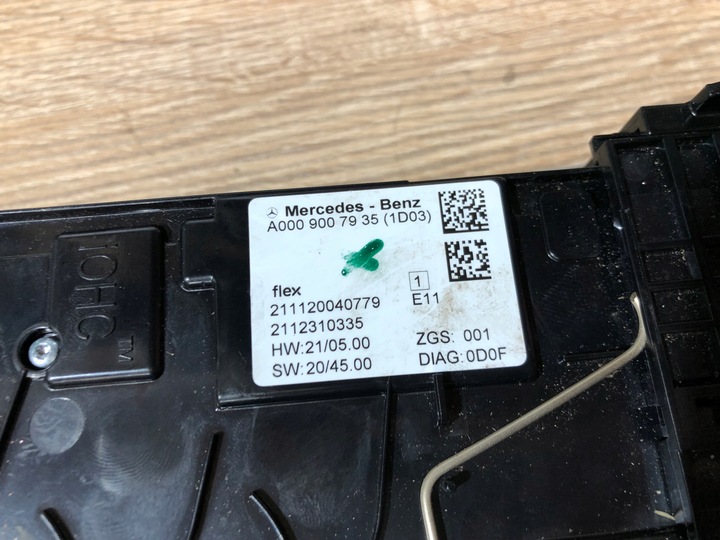 Mercedes - Benz
A000 900 79 35 (1D03)
flex
211120040779
2112310335
HW:21/05.00
SW:20/45.00
1
E11
ZGS: 001
DIAG:0D0F
TM